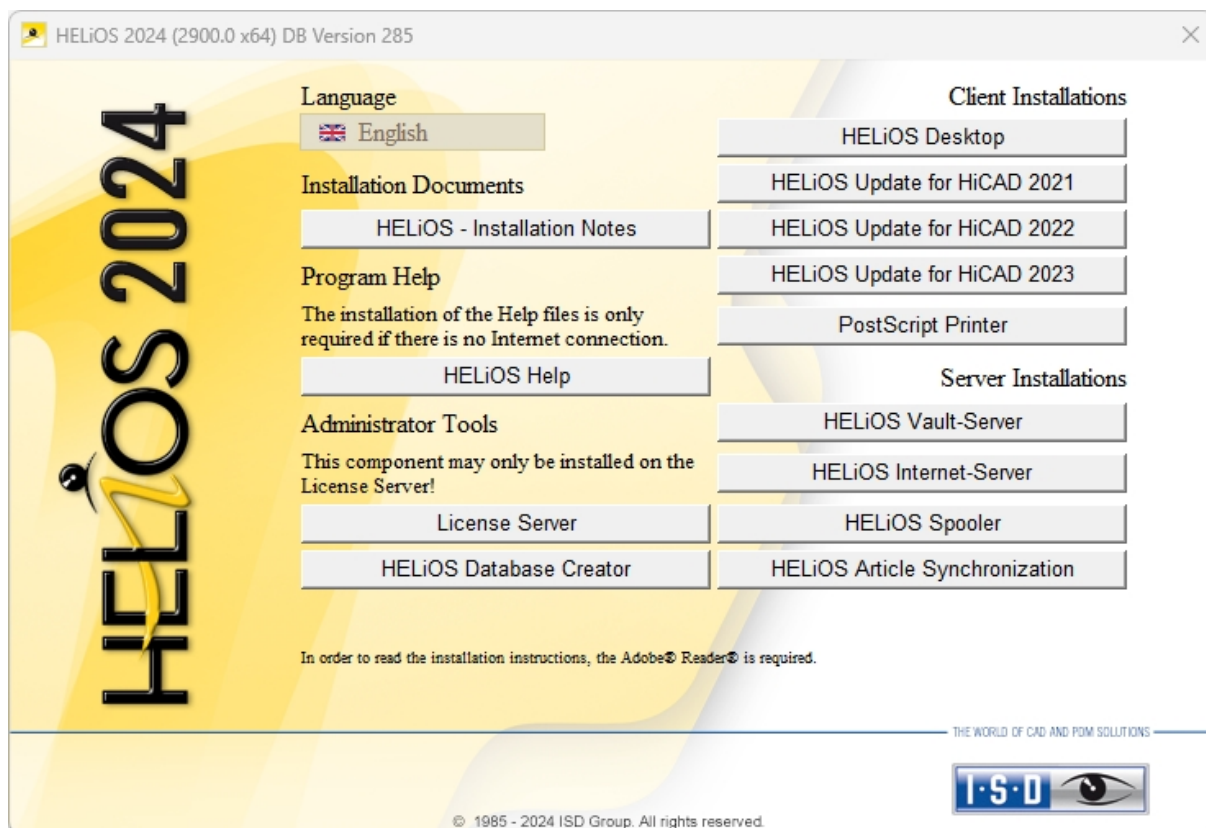 HELiOS 2024 (2900.0 x64) DB Version 285
HELiOS 2024
Language
English
Installation Documents
HELiOS - Installation Notes
Program Help
The installation of the Help files is only
required if there is no Internet connection.
HELiOS Help
Administrator Tools
This component may only be installed on the
License Server!
License Server
HELiOS Database Creator
Client Installations
HELiOS Desktop
HELiOS Update for HiCAD 2021
HELiOS Update for HiCAD 2022
HELiOS Update for HiCAD 2023
PostScript Printer
Server Installations
HELiOS Vault-Server
HELiOS Internet-Server
HELiOS Spooler
HELiOS Article Synchronization
In order to read the installation instructions, the Adobe® Reader® is required.
THE WORLD OF CAD AND PDM SOLUTIONS
I·S·D
© 1985 - 2024 ISD Group. All rights reserved.